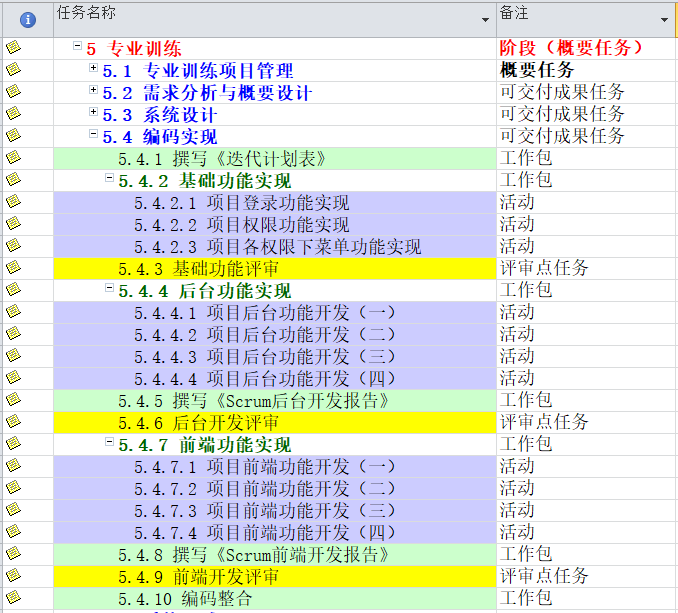 任务名称 备注
5 专业训练 阶段（概要任务）
5.1 专业训练项目管理 概要任务
5.2 需求分析与概要设计 可交付成果任务
5.3 系统设计 可交付成果任务
5.4 编码实现 可交付成果任务
5.4.1 撰写《迭代计划表》 工作包
5.4.2 基础功能实现 工作包
5.4.2.1 项目登录功能实现 活动
5.4.2.2 项目权限功能实现 活动
5.4.2.3 项目各权限下菜单功能实现 活动
5.4.3 基础功能评审 评审点任务
5.4.4 后台功能实现 工作包
5.4.4.1 项目后台功能开发（一） 活动
5.4.4.2 项目后台功能开发（二） 活动
5.4.4.3 项目后台功能开发（三） 活动
5.4.4.4 项目后台功能开发（四） 活动
5.4.5 撰写《Scrum后台开发报告》 工作包
5.4.6 后台开发评审 评审点任务
5.4.7 前端功能实现 工作包
5.4.7.1 项目前端功能开发（一） 活动
5.4.7.2 项目前端功能开发（二） 活动
5.4.7.3 项目前端功能开发（三） 活动
5.4.7.4 项目前端功能开发（四） 活动
5.4.8 撰写《Scrum前端开发报告》 工作包
5.4.9 前端开发评审 评审点任务
5.4.10 编码整合 工作包